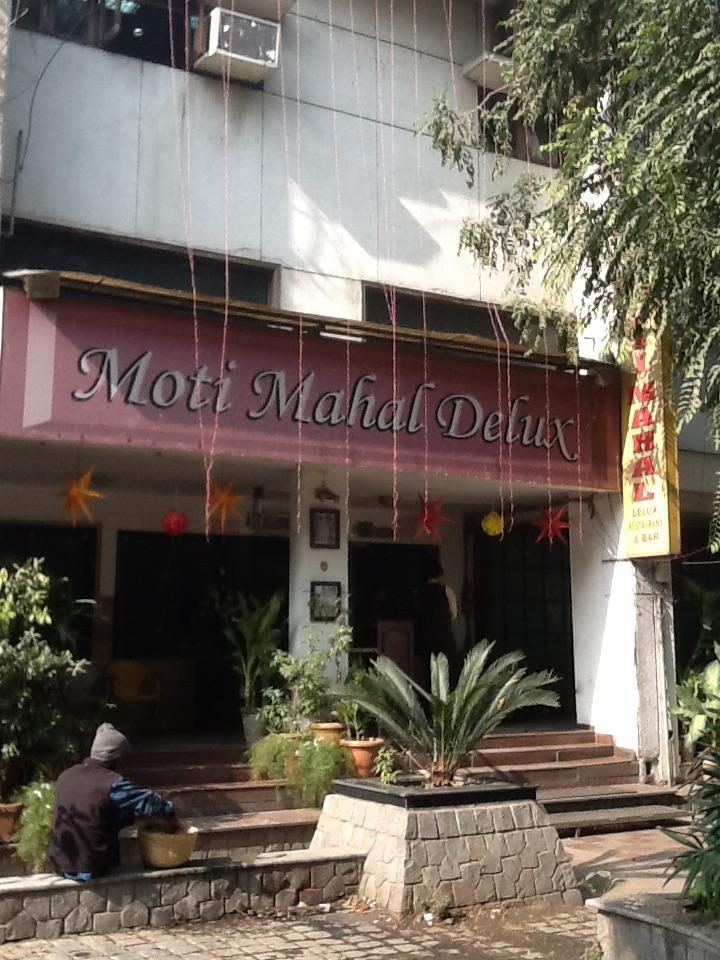 Moti Mahal Delux
MAHAL
DELUX
RESTAURANT
& BAR